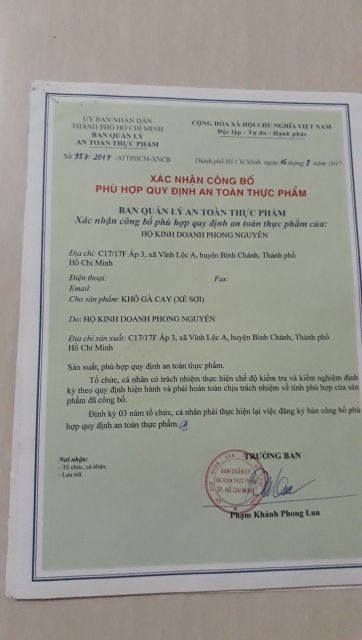 ỦY BAN NHÂN DÂN
THÀNH PHỐ HỒ CHÍ MINH
BAN QUẢN LÝ
AN TOÀN THỰC PHẨM
Số 957/2017/ATTPHCM-XNCB
CỘNG HÒA XÃ HỘI CHỦ NGHĨA VIỆT NAM
Độc lập - Tự do - Hạnh phúc
Thành phố Hồ Chí Minh, ngày 16 tháng 8 năm 2017
XÁC NHẬN CÔNG BỐ
PHÙ HỢP QUY ĐỊNH AN TOÀN THỰC PHẨM
BAN QUẢN LÝ AN TOÀN THỰC PHẨM
Xác nhận công bố phù hợp quy định an toàn thực phẩm của:
HỘ KINH DOANH PHONG NGUYÊN
Địa chỉ: C17/17F Ấp 3, xã Vĩnh Lộc A, huyện Bình Chánh, Thành phố
Hồ Chí Minh
Điện thoại: Fax:
Email:
Cho sản phẩm: KHÔ GÀ CAY (XÉ SỢI)
Do: HỘ KINH DOANH PHONG NGUYÊN
Địa chỉ sản xuất: C17/17F Ấp 3, xã Vĩnh Lộc A, huyện Bình Chánh, Thành phố
Hồ Chí Minh
Sản xuất, phù hợp quy định an toàn thực phẩm.
Tổ chức, cá nhân có trách nhiệm thực hiện chế độ kiểm tra và kiểm nghiệm định
kỳ theo quy định hiện hành và phải hoàn toàn chịu trách nhiệm về tính phù hợp của sản
phẩm đã công bố.
Định kỳ 03 năm tổ chức, cá nhân phải thực hiện lại việc đăng ký bản công bố phù
hợp quy định an toàn thực phẩm.
Nơi nhận:
- Tổ chức, cá nhân;
- Lưu trữ.
TRƯỞNG BAN
BAN QUẢN LÝ
AN TOÀN THỰC PHẨM
TP. HỒ CHÍ MINH
Phạm Khánh Phong Lan